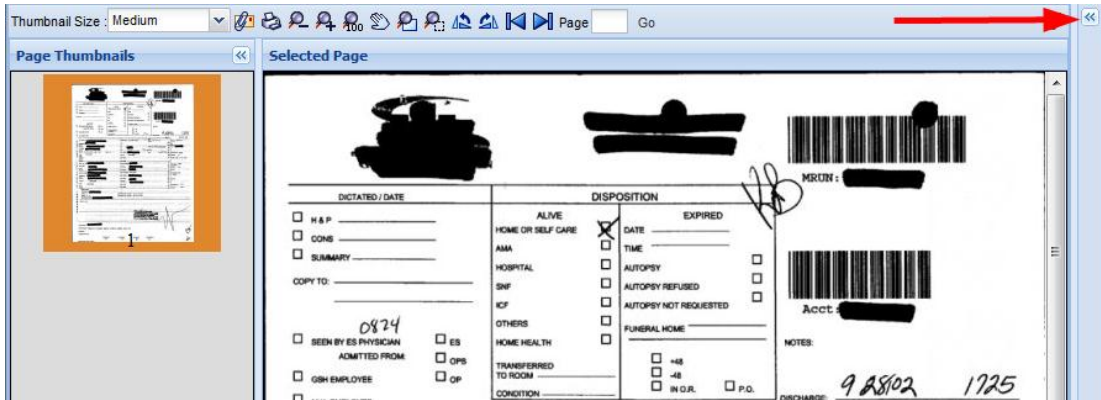 Thumbnail Size : Medium Page Go
Page Thumbnails
Selected Page
1
MRUN:
DICTATED / DATE
DISPOSITION
H & P
CONS
SUMMARY
COPY TO:
0824
SEEN BY ES PHYSICIAN
ES
ADMITTED FROM:
OPS
GSH EMPLOYEE
OP
ALIVE
HOME OR SELF CARE
AMA
HOSPITAL
SNF
ICF
OTHERS
HOME HEALTH
TRANSFERRED
TO ROOM
CONDITION
EXPIRED
DATE
TIME
AUTOPSY
AUTOPSY REFUSED
AUTOPSY NOT REQUESTED
FUNERAL HOME
+48
-48
IN O.R.
P.O.
Acct:
NOTES:
DISCHARGE: 9 28/02 1725